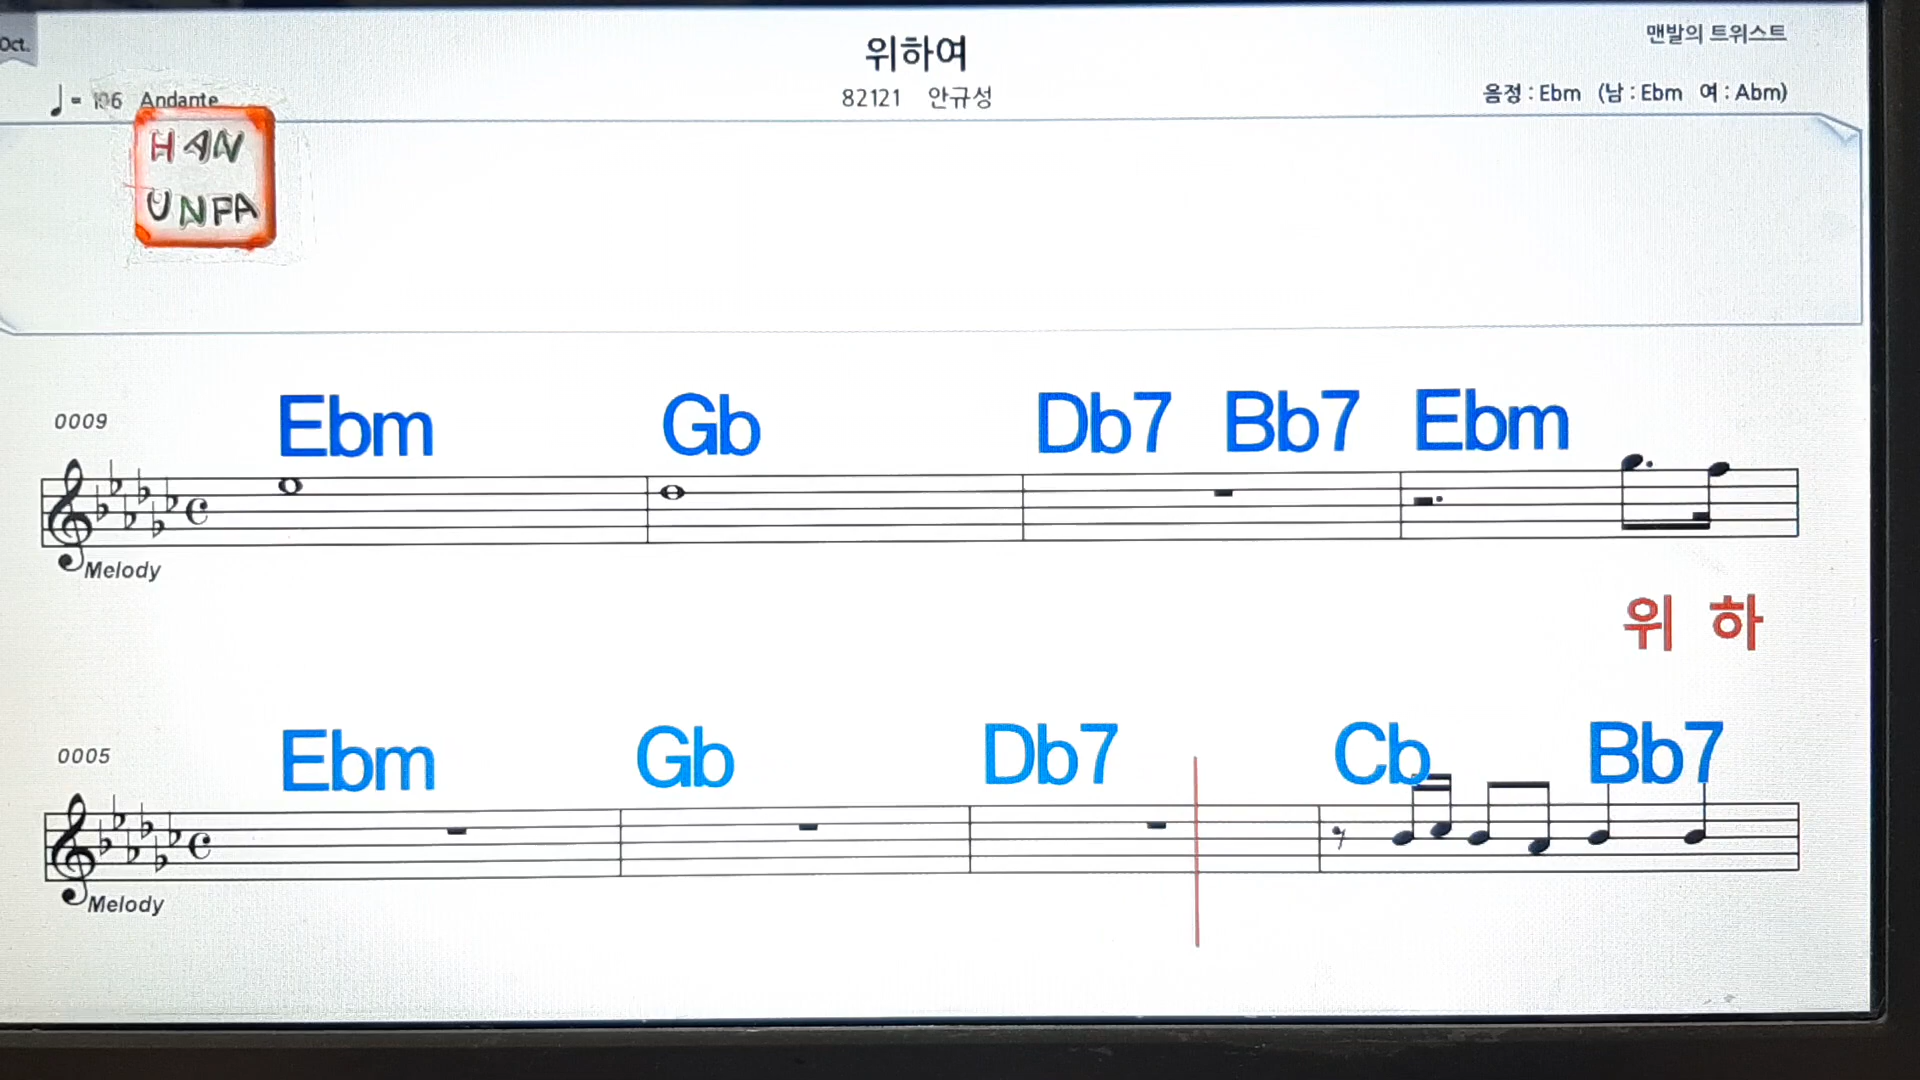 Oct.
위하여
맨발의 트위스트
♩ = 106 Andante
82121 안규성
음정 : Ebm (남 : Ebm 여 : Abm)
HAN
UNPA
0009
Ebm Gb Db7 Bb7 Ebm
Melody
위 하
0005
Ebm Gb Db7 Cb Bb7
Melody